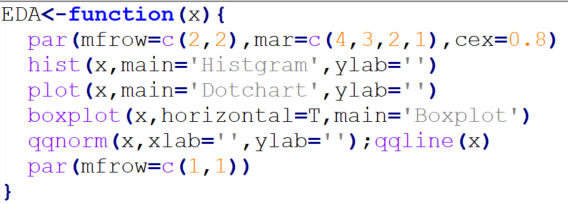 EDA<-function(x){
  par(mfrow=c(2,2),mar=c(4,3,2,1),cex=0.8)
  hist(x,main='Histgram',ylab='')
  plot(x,main='Dotchart',ylab='')
  boxplot(x,horizontal=T,main='Boxplot')
  qqnorm(x,xlab='',ylab='');qqline(x)
  par(mfrow=c(1,1))
}